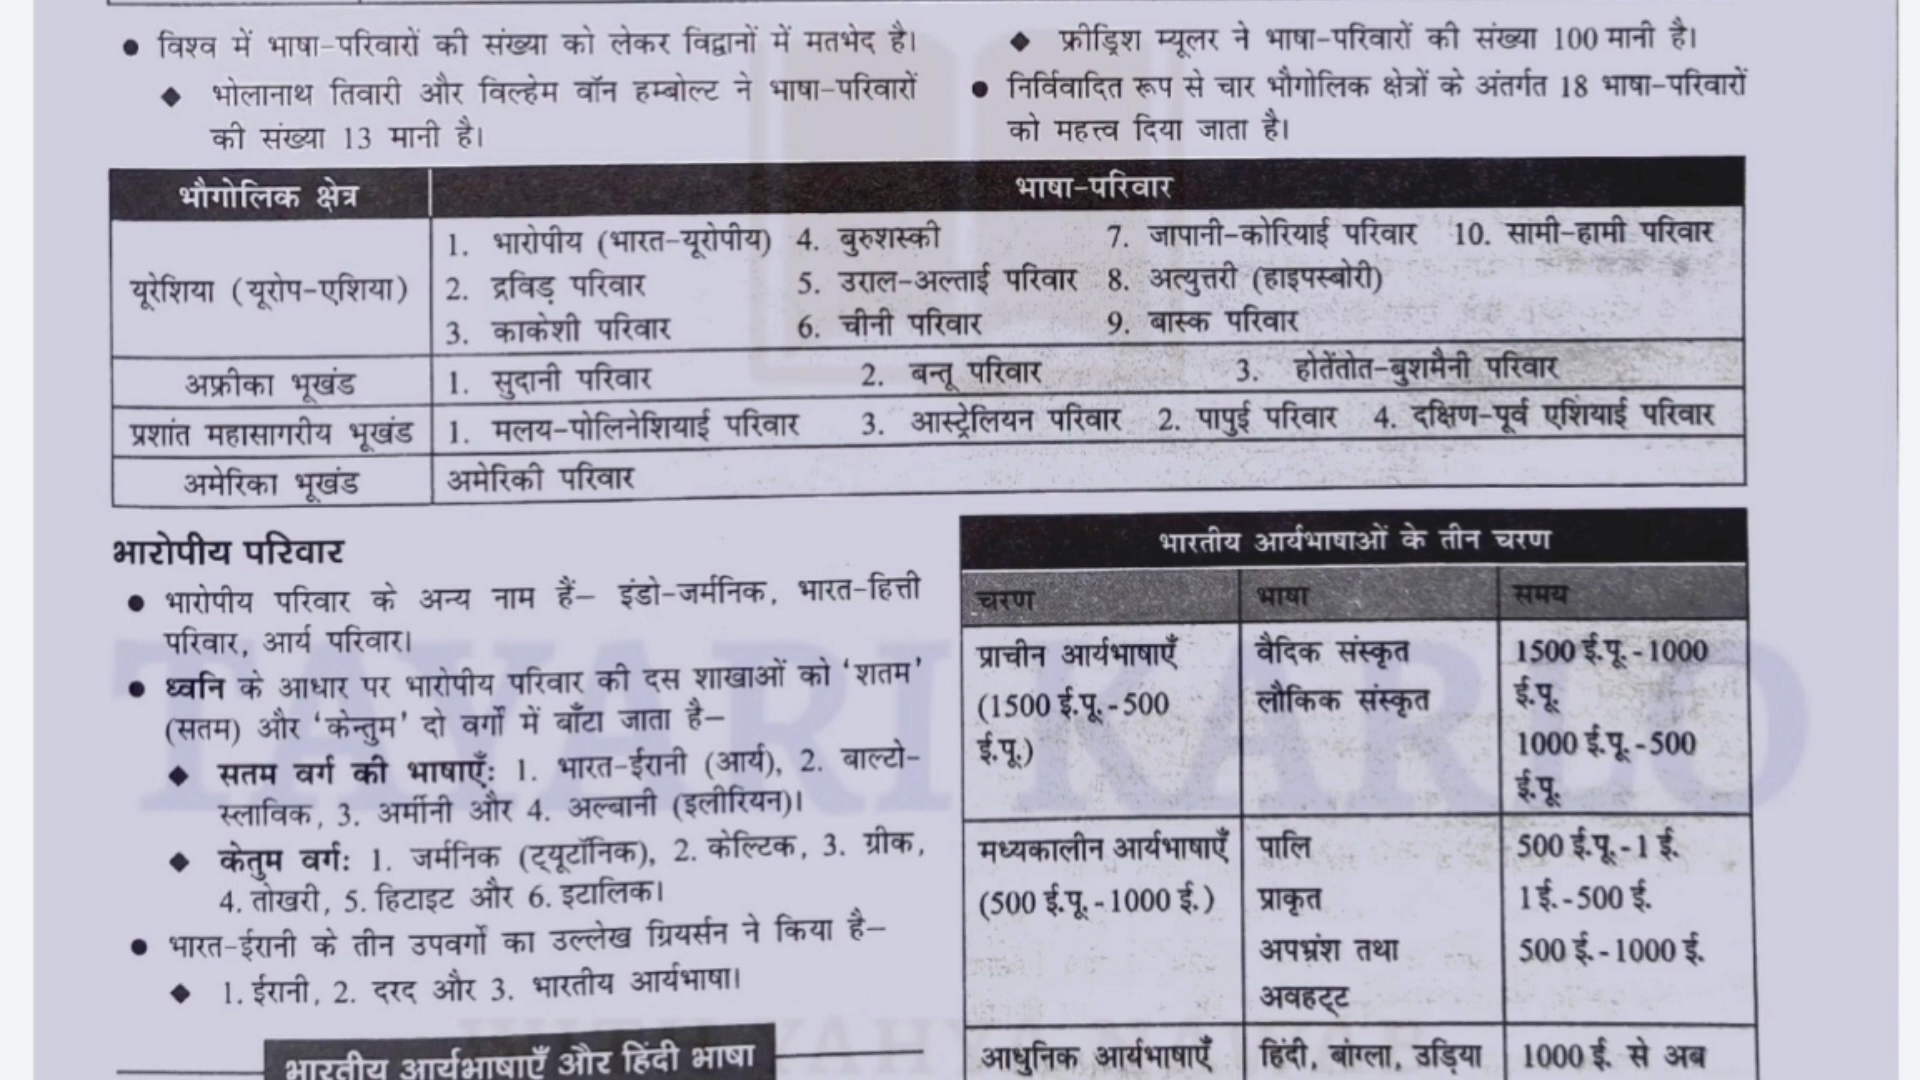 ● विश्व में भाषा-परिवारों की संख्या को लेकर विद्वानों में मतभेद है।
◆ भोलानाथ तिवारी और विल्हेम वॉन हम्बोल्ट ने भाषा-परिवारों
की संख्या 13 मानी है।
◆ फ्रीड्रिश म्यूलर ने भाषा-परिवारों की संख्या 100 मानी है।
● निर्विवादित रूप से चार भौगोलिक क्षेत्रों के अंतर्गत 18 भाषा-परिवारों
को महत्त्व दिया जाता है।
भौगोलिक क्षेत्र भाषा-परिवार
यूरेशिया (यूरोप-एशिया)
1. भारोपीय (भारत-यूरोपीय) 4. बुरुशस्की 7. जापानी-कोरियाई परिवार 10. सामी-हामी परिवार
2. द्रविड़ परिवार 5. उराल-अल्ताई परिवार 8. अत्युत्तरी (हाइपस्बोरी)
3. काकेशी परिवार 6. चीनी परिवार 9. बास्क परिवार
अफ्रीका भूखंड 1. सुदानी परिवार 2. बन्तू परिवार 3. होतेंतोत-बुशमैनी परिवार
प्रशांत महासागरीय भूखंड 1. मलय-पोलिनेशियाई परिवार 3. आस्ट्रेलियन परिवार 2. पापुई परिवार 4. दक्षिण-पूर्व एशियाई परिवार
अमेरिका भूखंड अमेरिकी परिवार
भारोपीय परिवार
● भारोपीय परिवार के अन्य नाम हैं– इंडो-जर्मनिक, भारत-हित्ती
परिवार, आर्य परिवार।
● ध्वनि के आधार पर भारोपीय परिवार की दस शाखाओं को 'शतम'
(सतम) और 'केन्तुम' दो वर्गों में बाँटा जाता है–
◆ सतम वर्ग की भाषाएँ: 1. भारत-ईरानी (आर्य), 2. बाल्टो-
स्लाविक, 3. अर्मीनी और 4. अल्बानी (इलीरियन)।
◆ केतुम वर्ग: 1. जर्मनिक (ट्यूटॉनिक), 2. केल्टिक, 3. ग्रीक,
4. तोखरी, 5. हिटाइट और 6. इटालिक।
● भारत-ईरानी के तीन उपवर्गों का उल्लेख ग्रियर्सन ने किया है–
◆ 1. ईरानी, 2. दरद और 3. भारतीय आर्यभाषा।
भारतीय आर्यभाषाएँ और हिंदी भाषा
भारतीय आर्यभाषाओं के तीन चरण
चरण भाषा समय
प्राचीन आर्यभाषाएँ वैदिक संस्कृत 1500 ई.पू.-1000
(1500 ई.पू.-500 लौकिक संस्कृत ई.पू.
ई.पू.) 1000 ई.पू.-500
ई.पू.
मध्यकालीन आर्यभाषाएँ पालि 500 ई.पू.-1 ई.
(500 ई.पू.-1000 ई.) प्राकृत 1ई.-500 ई.
अपभ्रंश तथा 500 ई.-1000 ई.
अवहट्ट
आधुनिक आर्यभाषाएँ हिंदी, बांग्ला, उड़िया 1000 ई. से अब
TAYARI KARLO